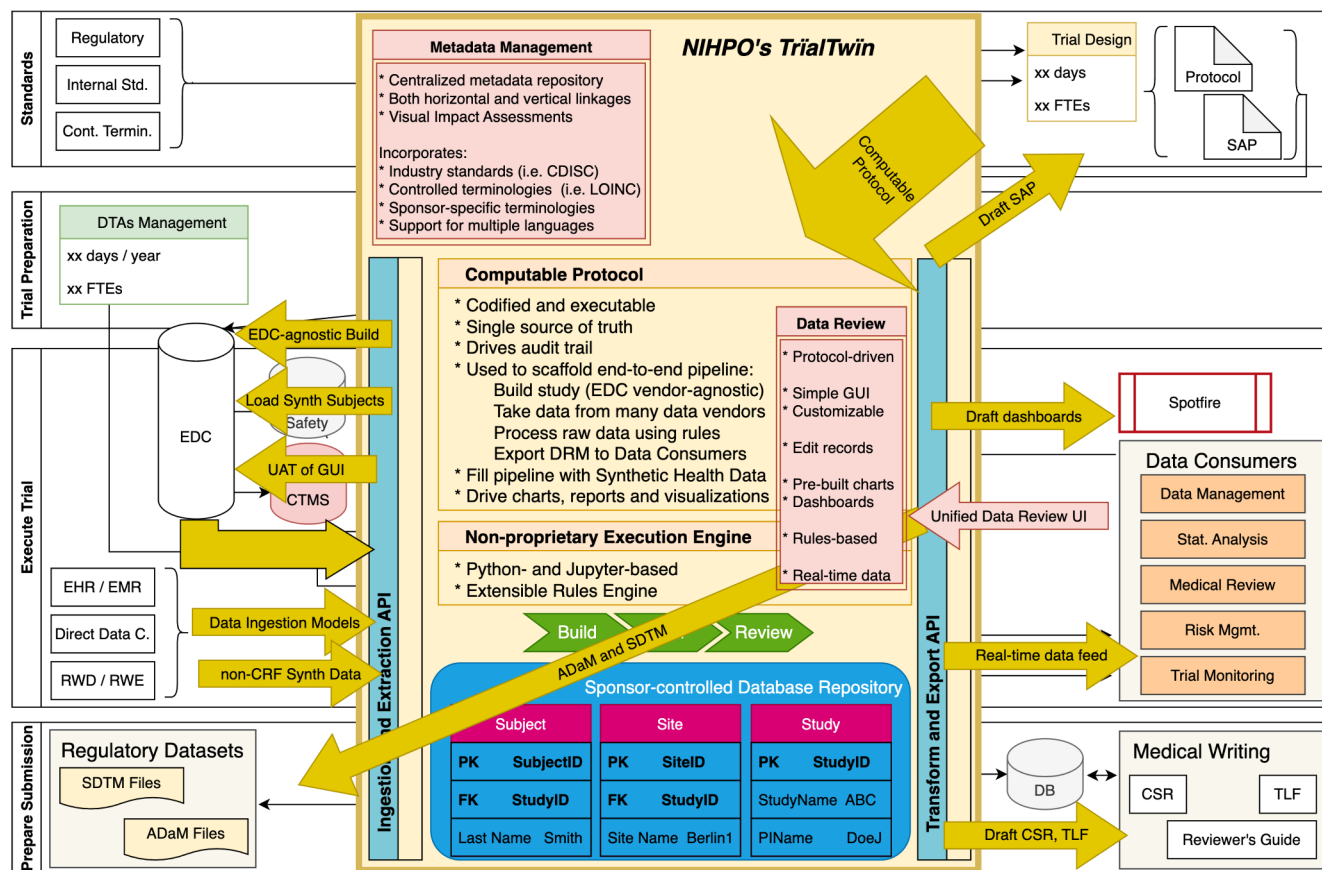 Standards
Regulatory
Internal Std.
Cont. Termin.
Metadata Management
* Centralized metadata repository
* Both horizontal and vertical linkages
* Visual Impact Assessments
Incorporates:
* Industry standards (i.e. CDISC)
* Controlled terminologies (i.e. LOINC)
* Sponsor-specific terminologies
* Support for multiple languages
NIHPO's TrïalTwïn
Computable
Protocol
Draft SAP
Trial Design
xx days
xx FTEs
Protocol
SAP
Trial Preparation
DTAs Management
xx days / year
xx FTEs
Execute Trial
EDC-agnostic Build
Load Synth Subjects
Safety
EDC
UAT of GUI
CTMS
EHR / EMR
Direct Data C.
RWD / RWE
Data Ingestion Models
non-CRF Synth Data
Ingestion and Extraction API
Computable Protocol
* Codified and executable
* Single source of truth
* Drives audit trail
* Used to scaffold end-to-end pipeline:
Build study (EDC vendor-agnostic)
Take data from many data vendors
Process raw data using rules
Export DRM to Data Consumers
* Fill pipeline with Synthetic Health Data
* Drive charts, reports and visualizations
Non-proprietary Execution Engine
* Python- and Jupyter-based
* Extensible Rules Engine
Data Review
* Protocol-driven
* Simple GUI
* Customizable
* Edit records
* Pre-built charts
* Dashboards
* Rules-based
* Real-time data
Build
Review
ADaM and SDTM
Sponsor-controlled Database Repository
Subject
PK SubjectID
FK StudyID
Last Name Smith
Site
PK SiteID
FK StudyID
Site Name Berlin1
Study
PK StudyID
StudyName ABC
PIName DoeJ
Transform and Export API
Draft dashboards
Spotfire
Unified Data Review UI
Data Consumers
Data Management
Stat. Analysis
Medical Review
Risk Mgmt.
Trial Monitoring
Real-time data feed
Prepare Submission
Regulatory Datasets
SDTM Files
ADaM Files
DB
Draft CSR, TLF
Medical Writing
CSR
TLF
Reviewer's Guide